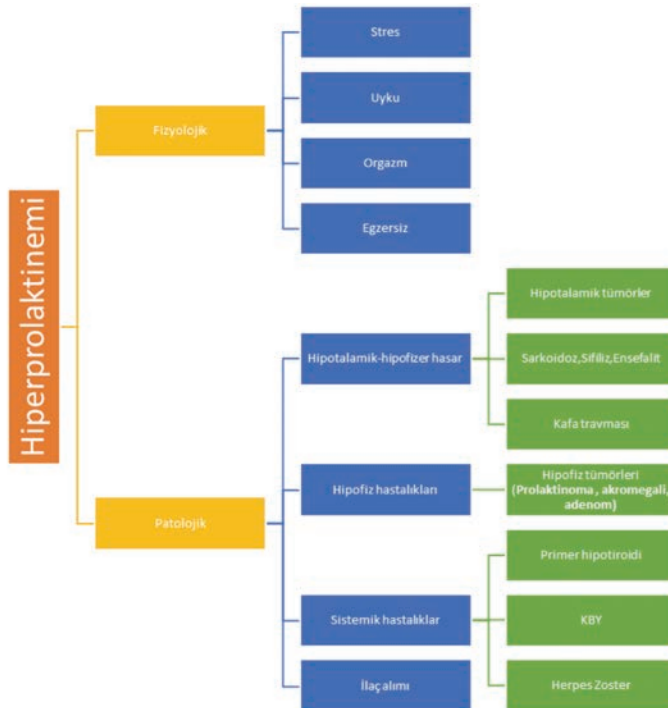 Hiperprolaktinemi
Fizyolojik
Stres
Uyku
Orgazm
Egzersiz
Patolojik
Hipotalamik-hipofizer hasar
Hipotalamik tümörler
Sarkoidoz,Sifiliz,Ensefalit
Kafa travması
Hipofiz hastalıkları
Hipofiz tümörleri
(Prolaktinoma , akromegali,
adenom)
Sistemik hastalıklar
Primer hipotiroidi
KBY
Herpes Zoster
İlaç alımı